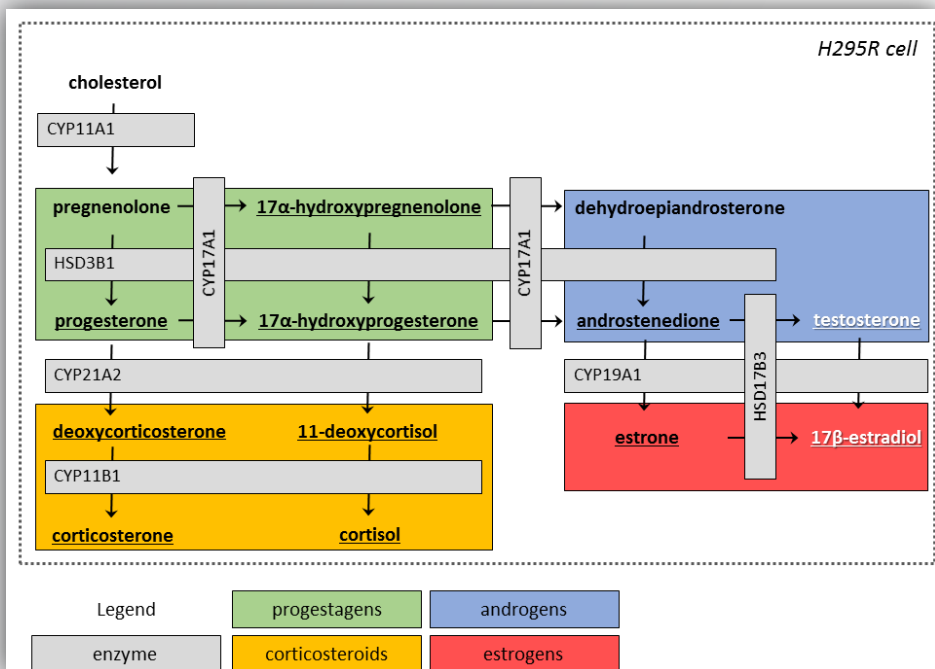 H295R cell
cholesterol
CYP11A1
pregnenolone
17α-hydroxypregnenolone
dehydroepiandrosterone
CYP17A1
CYP17A1
HSD3B1
progesterone
17α-hydroxyprogesterone
androstenedione
testosterone
CYP21A2
CYP19A1
HSD17B3
deoxycorticosterone
11-deoxycortisol
estrone
17β-estradiol
CYP11B1
corticosterone
cortisol
Legend
progestagens
androgens
enzyme
corticosteroids
estrogens